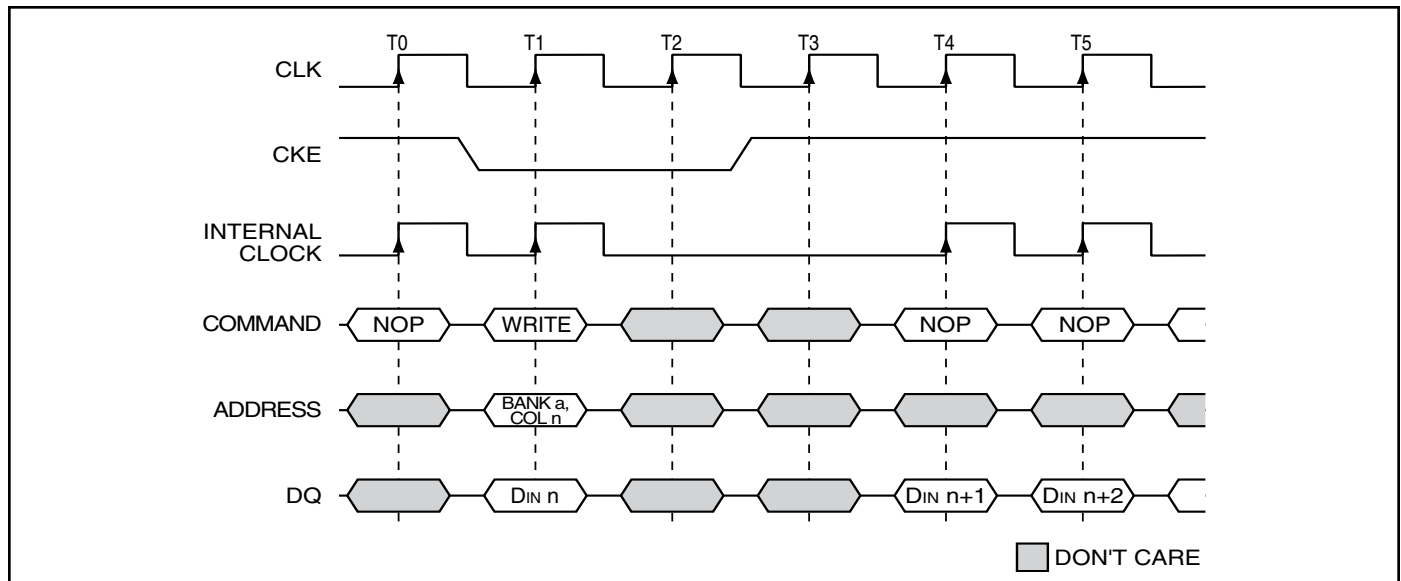 T0 T1 T2 T3 T4 T5
CLK
CKE
INTERNAL
CLOCK
COMMAND NOP WRITE NOP NOP
ADDRESS BANK a,
COL n
DQ DIN n DIN n+1 DIN n+2
DON'T CARE